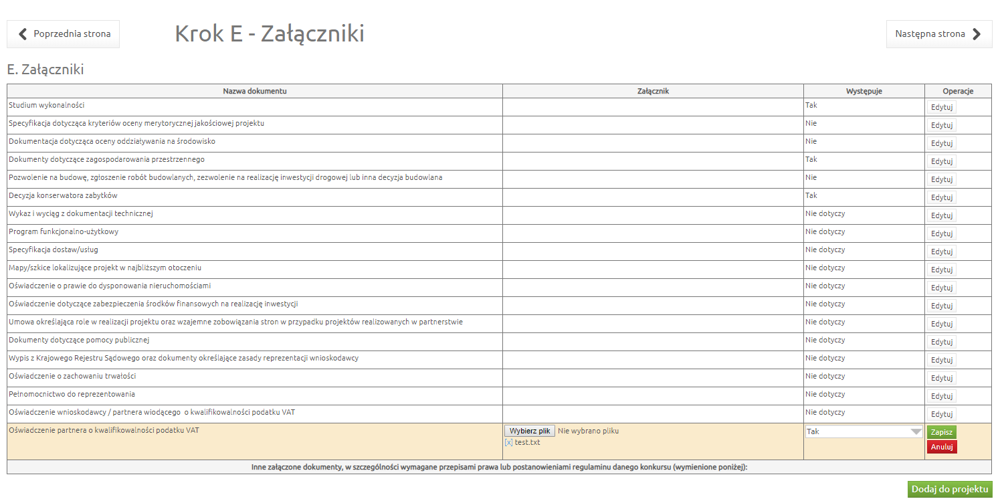 Poprzednia strona
Krok E - Załączniki
Następna strona
E. Załączniki
Nazwa dokumentu Załącznik Występuje Operacje
Studium wykonalności Tak Edytuj
Specyfikacja dotycząca kryteriów oceny merytorycznej jakościowej projektu Nie Edytuj
Dokumentacja dotycząca oceny oddziaływania na środowisko Nie Edytuj
Dokumenty dotyczące zagospodarowania przestrzennego Tak Edytuj
Pozwolenie na budowę, zgłoszenie robót budowlanych, zezwolenie na realizację inwestycji drogowej lub inna decyzja budowlana Nie Edytuj
Decyzja konserwatora zabytków Tak Edytuj
Wykaz i wyciąg z dokumentacji technicznej Nie dotyczy Edytuj
Program funkcjonalno-użytkowy Nie dotyczy Edytuj
Specyfikacja dostaw/usług Nie dotyczy Edytuj
Mapy/szkice lokalizujące projekt w najbliższym otoczeniu Nie dotyczy Edytuj
Oświadczenie o prawie do dysponowania nieruchomościami Nie dotyczy Edytuj
Oświadczenie dotyczące zabezpieczenia środków finansowych na realizację inwestycji Nie dotyczy Edytuj
Umowa określająca role w realizacji projektu oraz wzajemne zobowiązania stron w przypadku projektów realizowanych w partnerstwie Nie dotyczy Edytuj
Dokumenty dotyczące pomocy publicznej Nie dotyczy Edytuj
Wypis z Krajowego Rejestru Sądowego oraz dokumenty określające zasady reprezentacji wnioskodawcy Nie dotyczy Edytuj
Oświadczenie o zachowaniu trwałości Nie dotyczy Edytuj
Pełnomocnictwo do reprezentowania Nie dotyczy Edytuj
Oświadczenie wnioskodawcy / partnera wiodącego o kwalifikowalności podatku VAT Nie dotyczy Edytuj
Oświadczenie partnera o kwalifikowalności podatku VAT Wybierz plik Nie wybrano pliku Tak Zapisz
[x] test.txt Anuluj
Inne załączone dokumenty, w szczególności wymagane przepisami prawa lub postanowieniami regulaminu danego konkursu (wymienione poniżej):
Dodaj do projektu